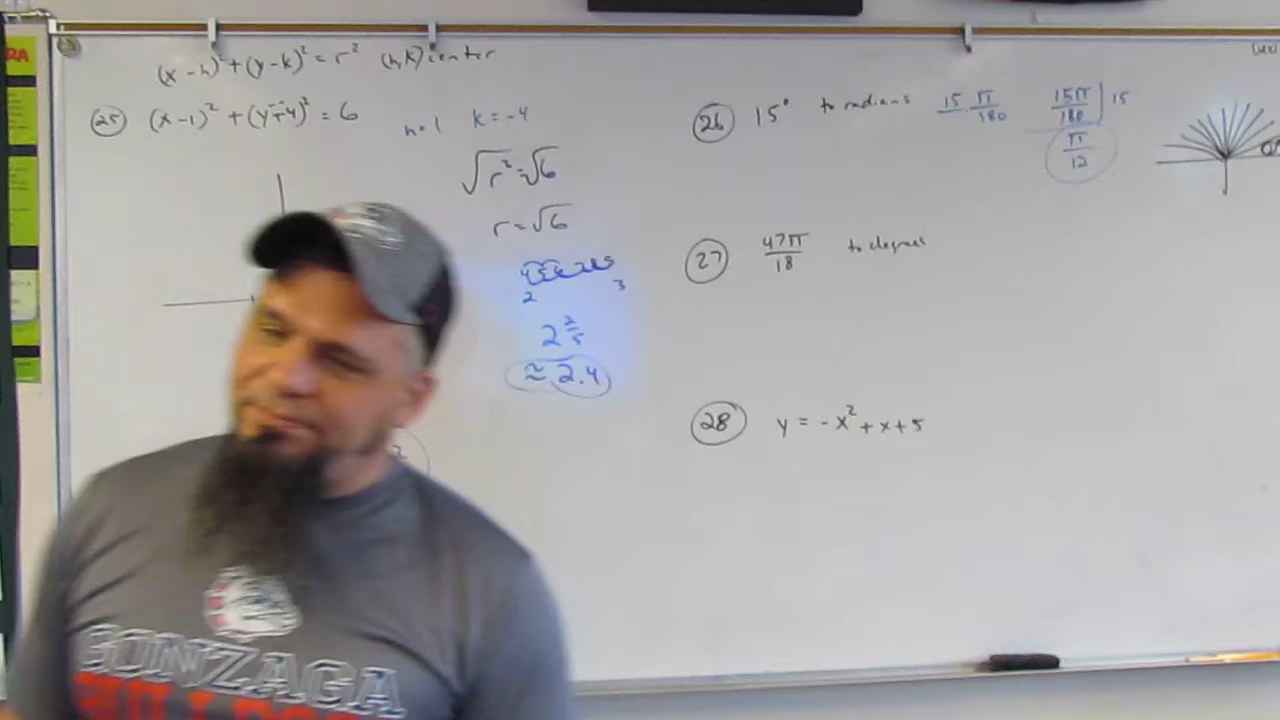 (x-h)²+(y-k)²=r² (h,k) center
25 (x-1)²+(y+4)²=6
h=1 k=-4
√r²=√6
r=√6
2 3
2 2/5
≈2.4
26 15° to radians 15·π/180 15π/180 15
π/12
27 47π/18 to degrees
28 y=-x²+x+5
GONZAGA